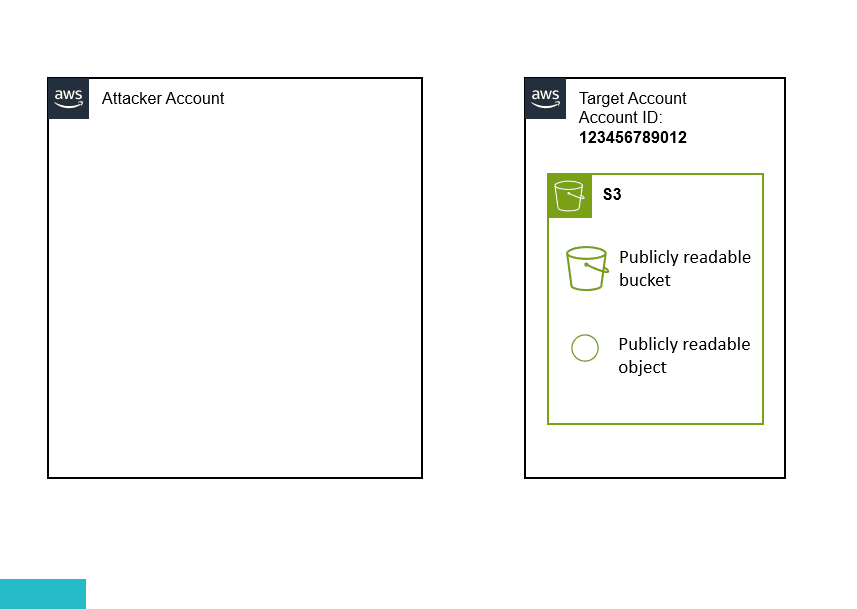 aws
Attacker Account
aws
Target Account
Account ID:
123456789012
S3
Publicly readable
bucket
Publicly readable
object